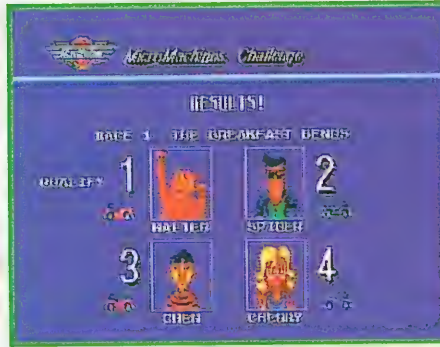 MicroMachines Challenge
RESULTS!
RACE 1 THE BREAKFAST BENDS
QUALIFY 1 2
WALTER SPIDER
3 4
CHEN CHERRY